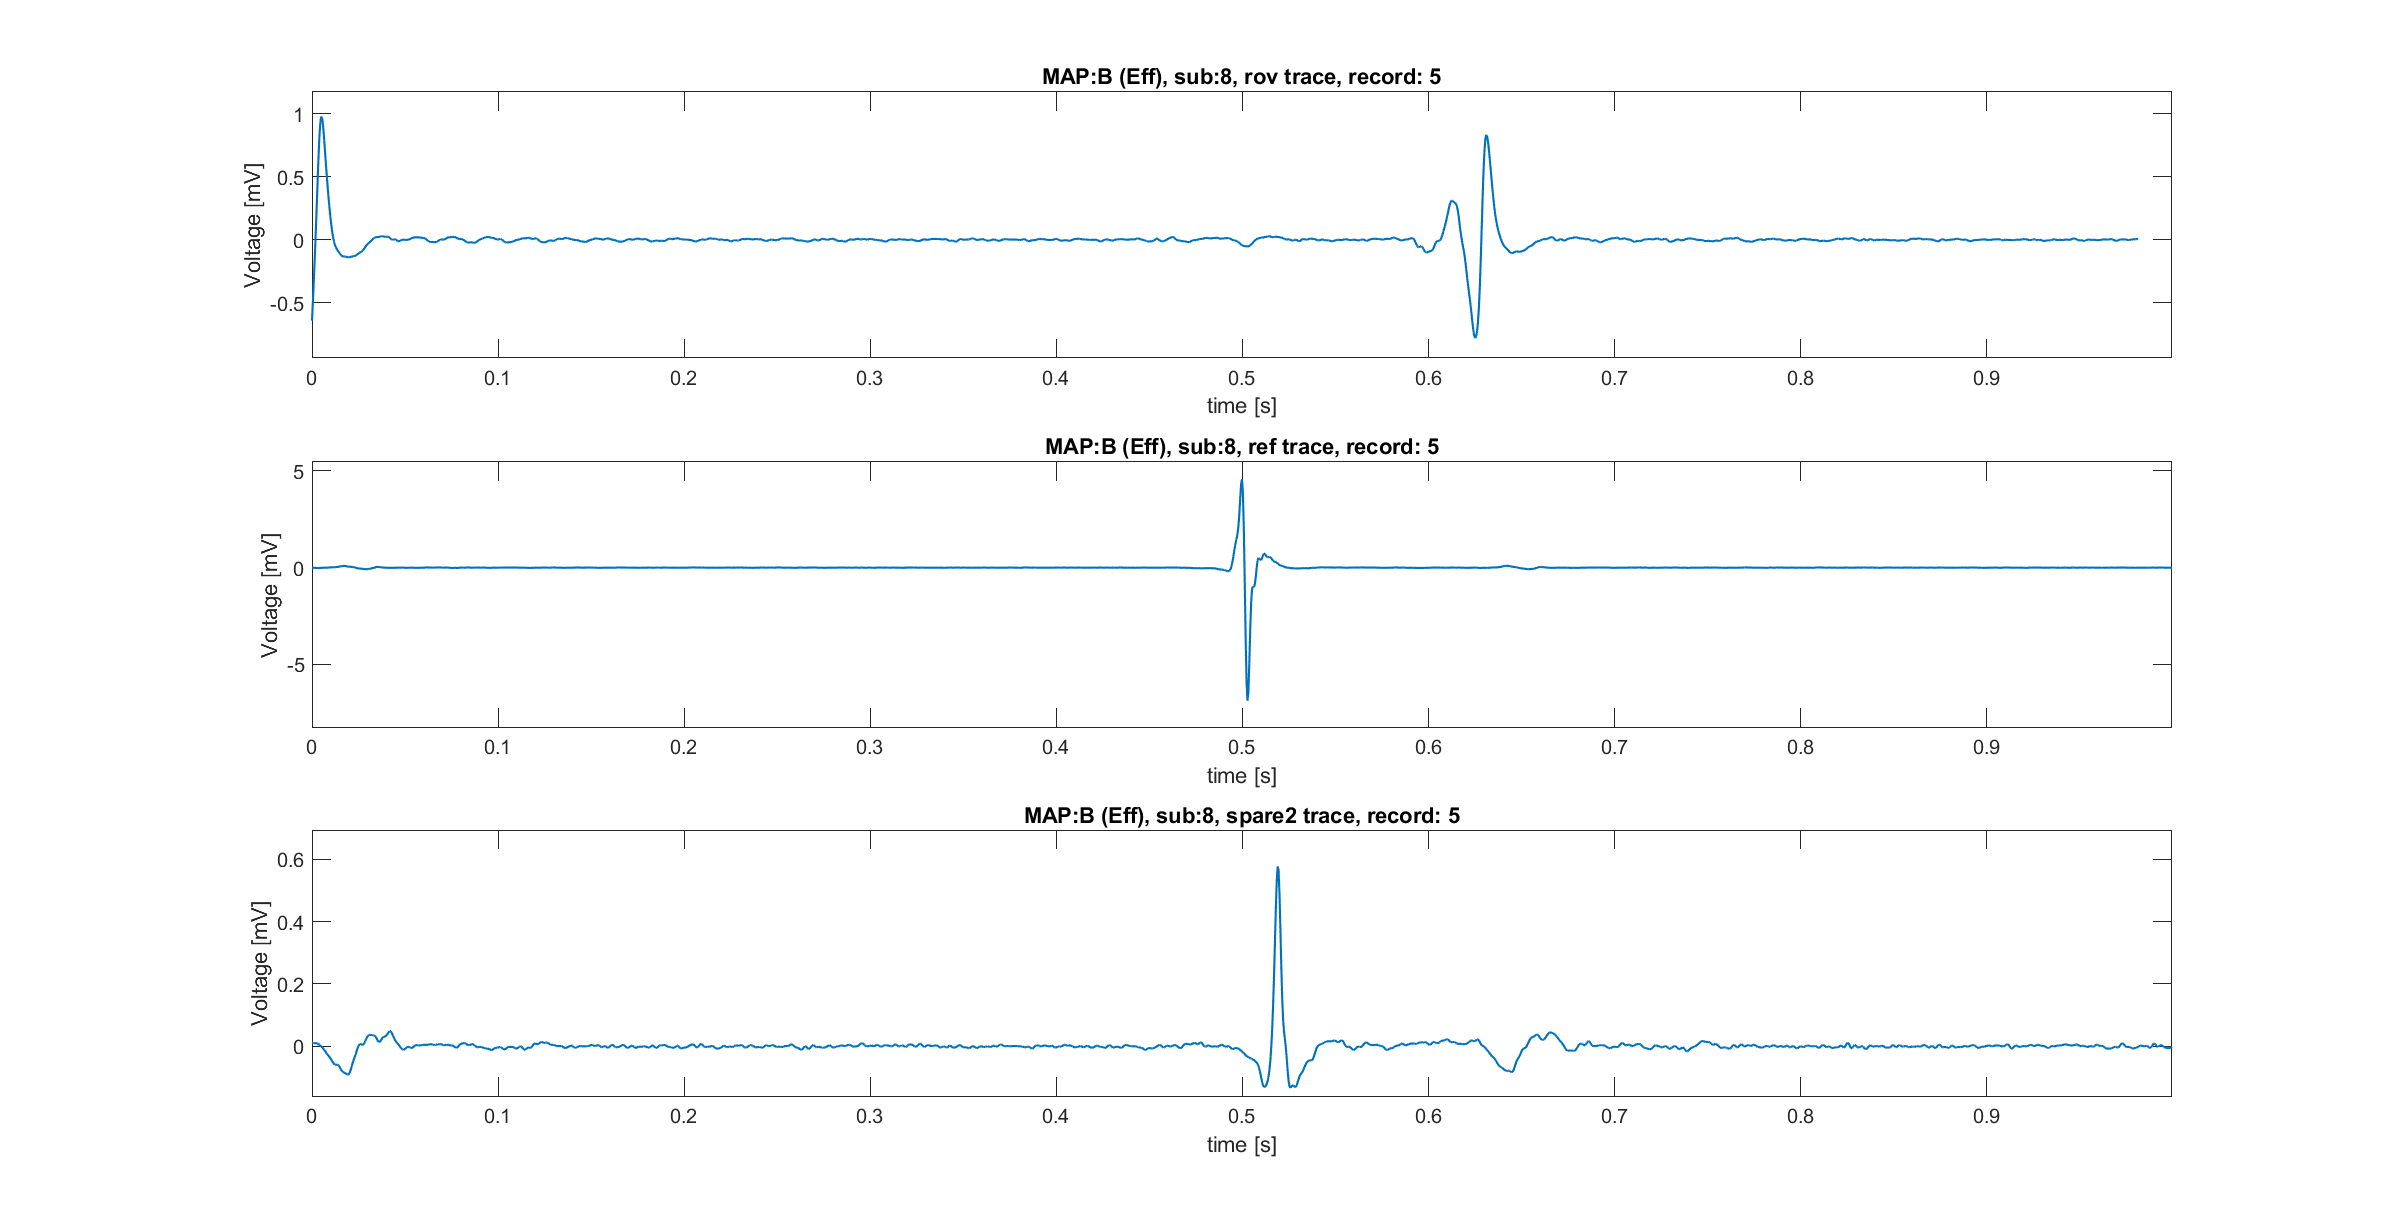 MAP:B (Eff), sub:8, rov trace, record: 5
Voltage [mV]
1
0.5
0
-0.5
0 0.1 0.2 0.3 0.4 0.5 0.6 0.7 0.8 0.9
time [s]
MAP:B (Eff), sub:8, ref trace, record: 5
Voltage [mV]
5
0
-5
0 0.1 0.2 0.3 0.4 0.5 0.6 0.7 0.8 0.9
time [s]
MAP:B (Eff), sub:8, spare2 trace, record: 5
Voltage [mV]
0.6
0.4
0.2
0
0 0.1 0.2 0.3 0.4 0.5 0.6 0.7 0.8 0.9
time [s]